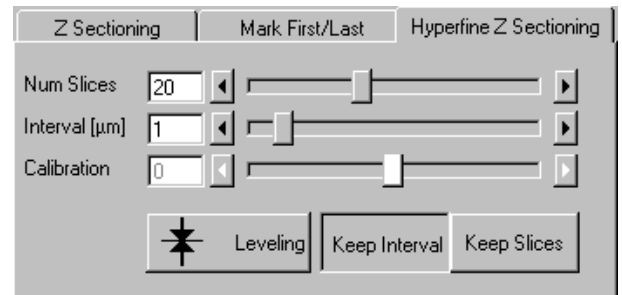 Z Sectioning Mark First/Last Hyperfine Z Sectioning
Num Slices 20
Interval [µm] 1
Calibration 0
Leveling Keep Interval Keep Slices